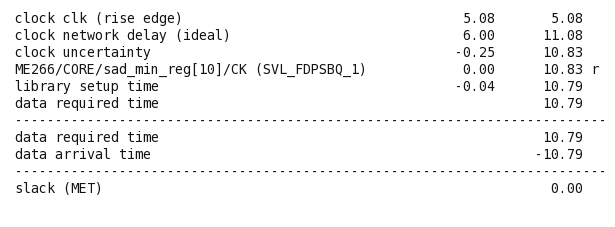 clock clk (rise edge) 5.08 5.08
clock network delay (ideal) 6.00 11.08
clock uncertainty -0.25 10.83
ME266/CORE/sad_min_reg[10]/CK (SVL_FDPSBQ_1) 0.00 10.83 r
library setup time -0.04 10.79
data required time 10.79
--------------------------------------------------------------------------
data required time 10.79
data arrival time -10.79
--------------------------------------------------------------------------
slack (MET) 0.00